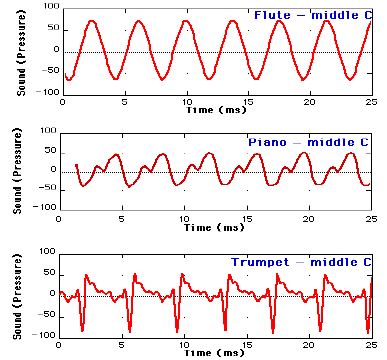 Flute – middle C
Sound (Pressure)
100
50
0
−50
−100
0 5 10 15 20 25
Time (ms)
Piano – middle C
Sound (Pressure)
100
50
0
−50
−100
0 5 10 15 20 25
Time (ms)
Trumpet – middle C
Sound (Pressure)
100
50
0
−50
−100
0 5 10 15 20 25
Time (ms)